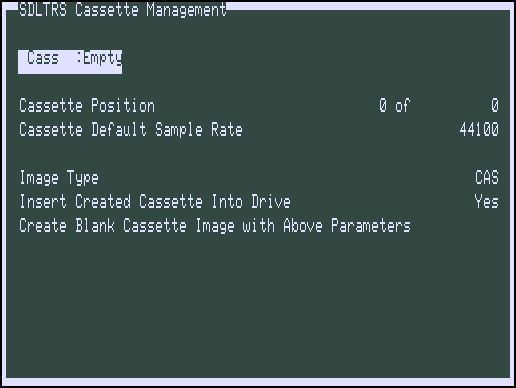 SDLTRS Cassette Management
Cass :Empty
Cassette Position 0 of 0
Cassette Default Sample Rate 44100
Image Type CAS
Insert Created Cassette Into Drive Yes
Create Blank Cassette Image with Above Parameters